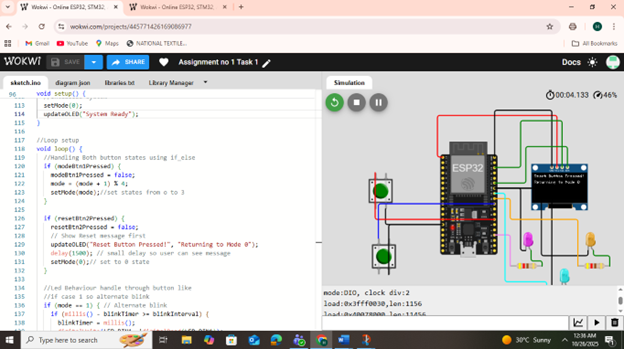 Wokwi - Online ESP32, STM32,
Wokwi - Online ESP32, STM32,
wokwi.com/projects/445771426169086977
Gmail
YouTube
Maps
NATIONAL TEXTILE...
All Bookmarks
WOKWI
SAVE
SHARE
Assignment no 1 Task 1
Docs
sketch.ino
diagram.json
libraries.txt
Library Manager
Simulation
98 void setup() {
113 setMode(0);
114 updateOLED("System Ready");
115 }
116
117 //Loop setup
118 void loop() {
119 //Handling Both button states using if_else
120 if (modeBtn1Pressed) {
121 modeBtn1Pressed = false;
122 mode = (mode + 1) % 4;
123 setMode(mode);//set states from o to 3
124 }
125
126 if (resetBtn2Pressed) {
127 resetBtn2Pressed = false;
128 // Show Reset message first
129 updateOLED("Reset Button Pressed!", "Returning to Mode 0");
130 delay(1500); // small delay so user can see message
131 setMode(0);// set to 0 state
132 }
133
134 //Led Behaviour handle through button like
135 //if case 1 so alternate blink
136 if (mode == 1) { // Alternate blink
137 if (millis() - blinkTimer >= blinkInterval) {
138 blinkTimer = millis();
00:04.133
46%
ESP32
Reset Button Pressed!
Returning to Mode 0
mode:DIO, clock div:2
load:0x3fff0030,len:1156
load:0x40078000,len:11456
Type here to search
30°C Sunny
12:36 AM
10/26/2025